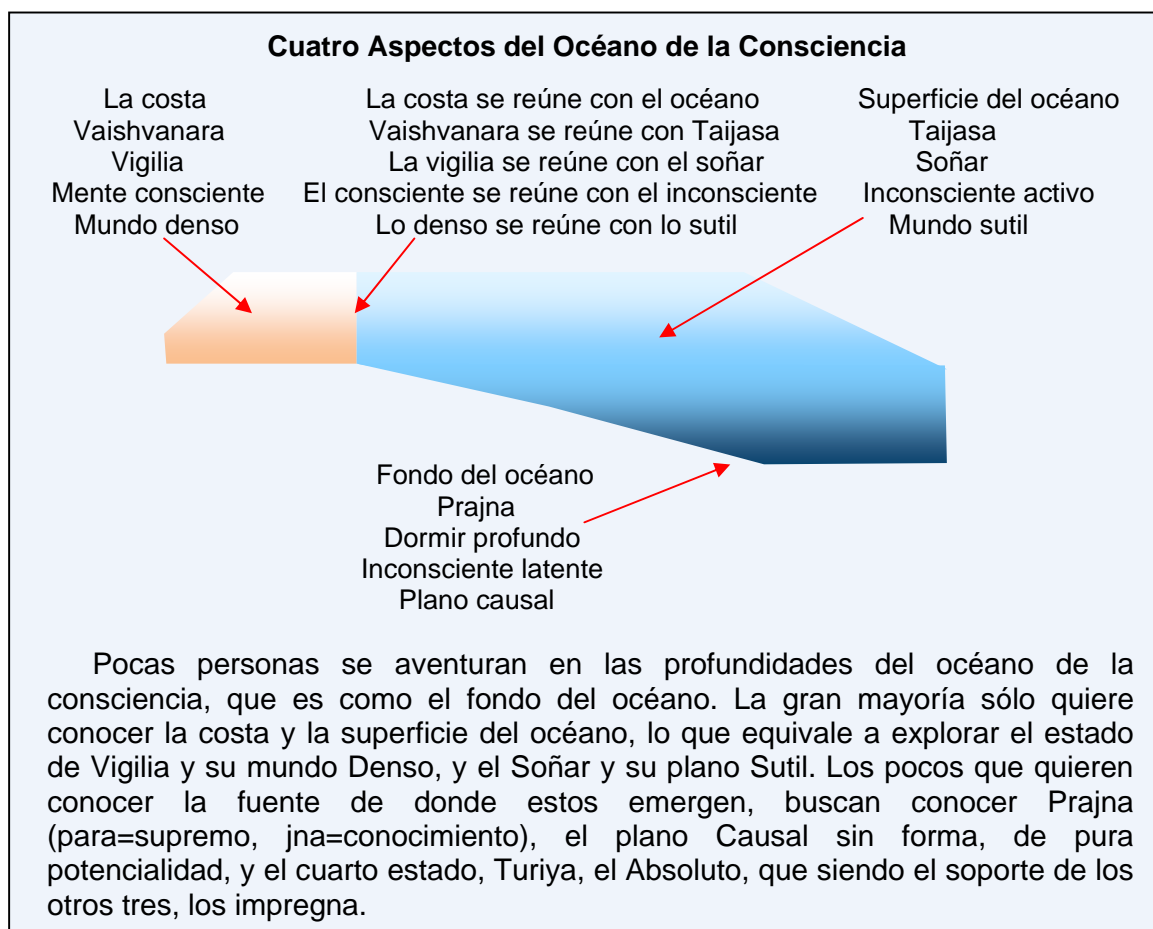 Cuatro Aspectos del Océano de la Consciencia
La costa
Vaishvanara
Vigilia
Mente consciente
Mundo denso
La costa se reúne con el océano
Vaishvanara se reúne con Taijasa
La vigilia se reúne con el soñar
El consciente se reúne con el inconsciente
Lo denso se reúne con lo sutil
Superficie del océano
Taijasa
Soñar
Inconsciente activo
Mundo sutil
Fondo del océano
Prajna
Dormir profundo
Inconsciente latente
Plano causal
Pocas personas se aventuran en las profundidades del océano de la
consciencia, que es como el fondo del océano. La gran mayoría sólo quiere
conocer la costa y la superficie del océano, lo que equivale a explorar el estado
de Vigilia y su mundo Denso, y el Soñar y su plano Sutil. Los pocos que quieren
conocer la fuente de donde estos emergen, buscan conocer Prajna
(para=supremo, jna=conocimiento), el plano Causal sin forma, de pura
potencialidad, y el cuarto estado, Turiya, el Absoluto, que siendo el soporte de los
otros tres, los impregna.